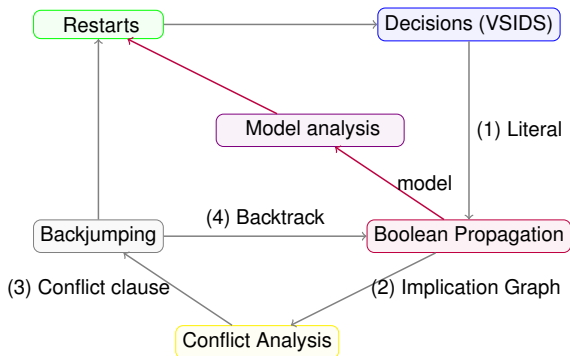 Restarts
Decisions (VSIDS)
Model analysis
(1) Literal
model
(4) Backtrack
Backjumping
Boolean Propagation
(3) Conflict clause
(2) Implication Graph
Conflict Analysis